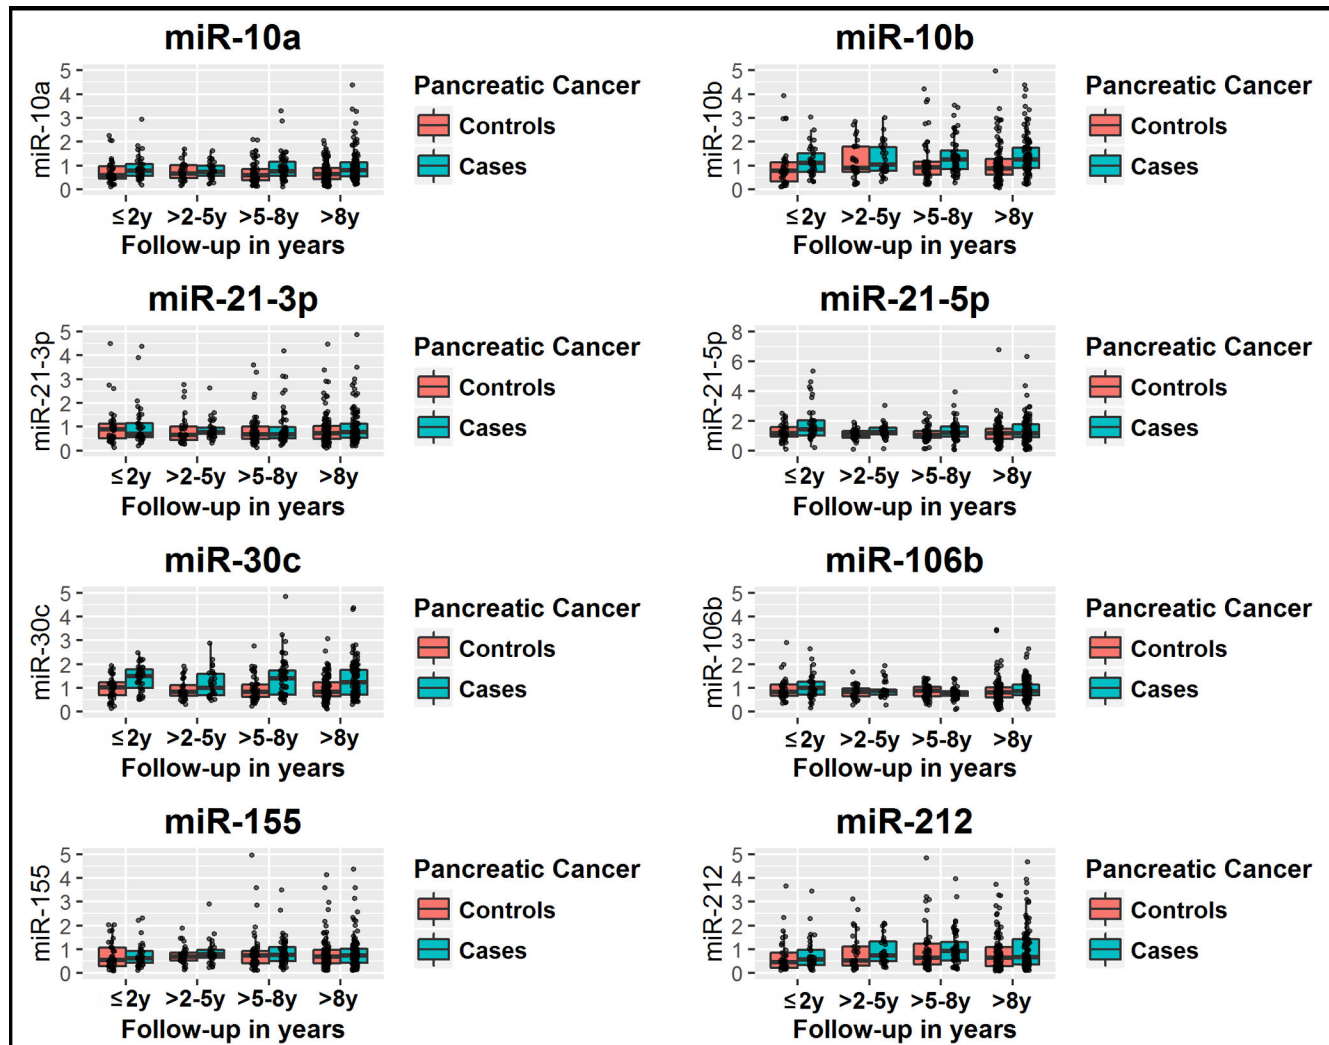 miR-10a
miR-10a
5
4
3
2
1
0
≤2y >2-5y >5-8y >8y
Follow-up in years
Pancreatic Cancer
Controls
Cases
miR-10b
miR-10b
5
4
3
2
1
0
≤2y >2-5y >5-8y >8y
Follow-up in years
Pancreatic Cancer
Controls
Cases
miR-21-3p
miR-21-3p
5
4
3
2
1
0
≤2y >2-5y >5-8y >8y
Follow-up in years
Pancreatic Cancer
Controls
Cases
miR-21-5p
miR-21-5p
8
6
4
2
0
≤2y >2-5y >5-8y >8y
Follow-up in years
Pancreatic Cancer
Controls
Cases
miR-30c
miR-30c
5
4
3
2
1
0
≤2y >2-5y >5-8y >8y
Follow-up in years
Pancreatic Cancer
Controls
Cases
miR-106b
miR-106b
5
4
3
2
1
0
≤2y >2-5y >5-8y >8y
Follow-up in years
Pancreatic Cancer
Controls
Cases
miR-155
miR-155
5
4
3
2
1
0
≤2y >2-5y >5-8y >8y
Follow-up in years
Pancreatic Cancer
Controls
Cases
miR-212
miR-212
5
4
3
2
1
0
≤2y >2-5y >5-8y >8y
Follow-up in years
Pancreatic Cancer
Controls
Cases